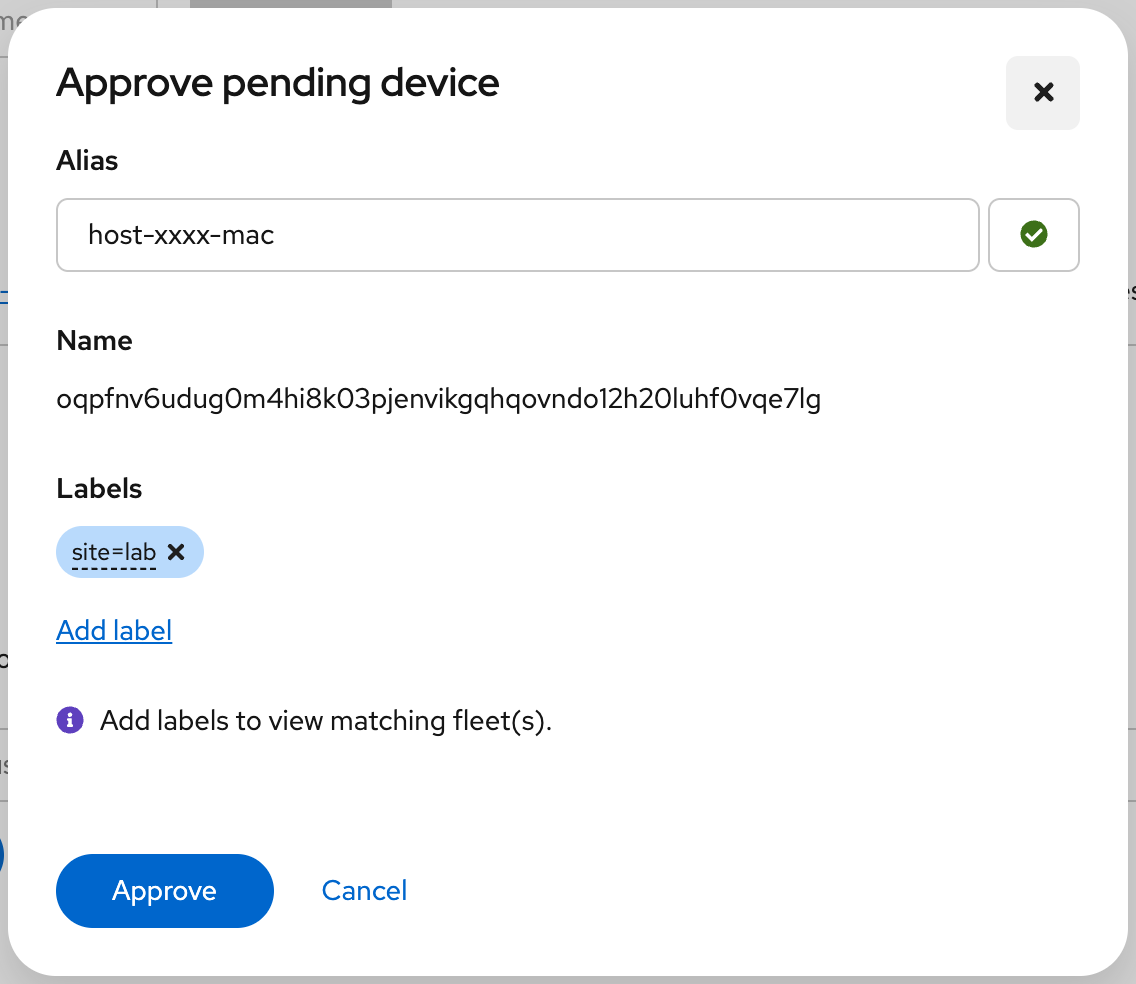 Approve pending device
Alias
host-xxxx-mac
Name
oqpfnv6udug0m4hi8k03pjenvikgqhqovndo12h20luhf0vqe7lg
Labels
site=lab
Add label
Add labels to view matching fleet(s).
Approve
Cancel